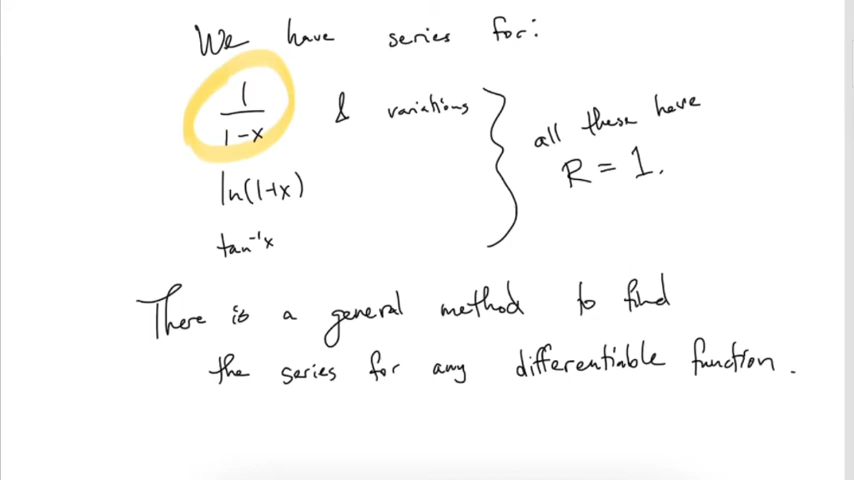 We have series for:
1/(1-x) & variations
ln(1+x)
tan⁻¹x
all these have
R = 1.
There is a general method to find
the series for any differentiable function.